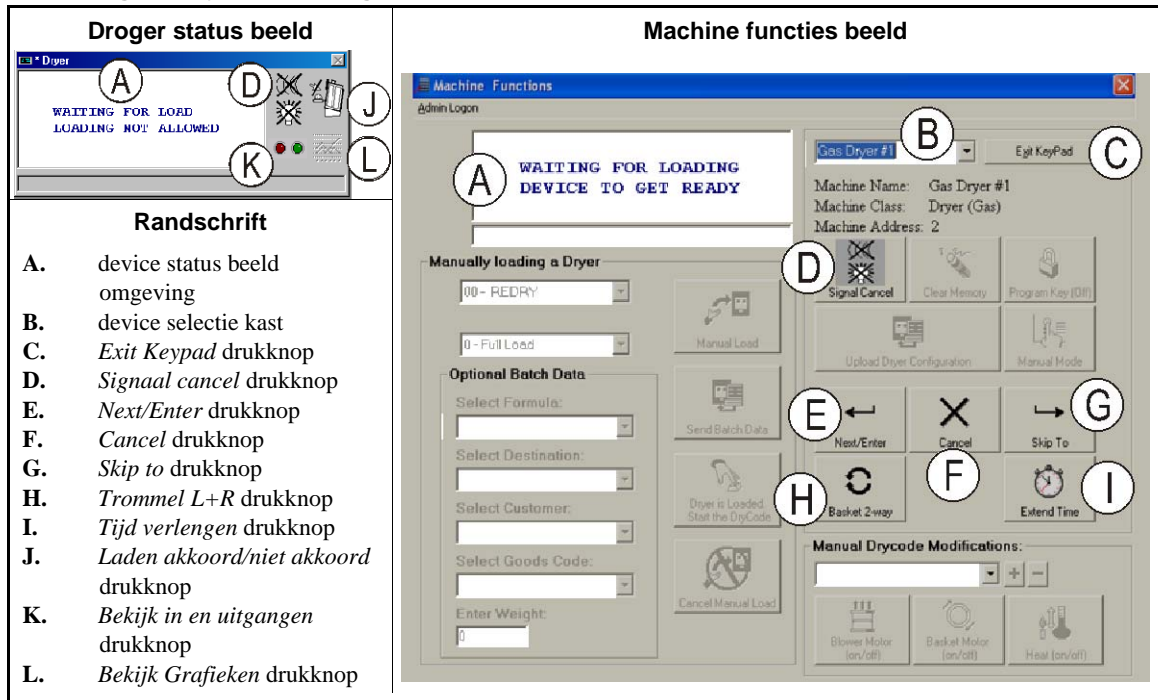 Droger status beeld
* Dryer
A
D
WAITING FOR LOAD
LOADING NOT ALLOWED
J
K
L
Randschrift
A. device status beeld
omgeving
B. device selectie kast
C. Exit Keypad drukknop
D. Signaal cancel drukknop
E. Next/Enter drukknop
F. Cancel drukknop
G. Skip to drukknop
H. Trommel L+R drukknop
I. Tijd verlengen drukknop
J. Laden akkoord/niet akkoord
drukknop
K. Bekijk in en uitgangen
drukknop
L. Bekijk Grafieken drukknop
Machine functies beeld
Machine Functions
Admin Logon
A
WAITING FOR LOADING
DEVICE TO GET READY
Gas Dryer #1
B
Exit KeyPad
C
Machine Name: Gas Dryer #1
Machine Class: Dryer (Gas)
Machine Address: 2
Manually loading a Dryer
00 - REDRY
0 - Full Load
Manual Load
D
Signal Cancel
Clear Memory
Program Key (Off)
Upload Dryer Configuration
Manual Mode
Optional Batch Data
Select Formula:
Select Destination:
Select Customer:
Select Goods Code:
Enter Weight:
0
Send Batch Data
Dryer is Loaded.
Start the DryCode
Cancel Manual Load
E
Next/Enter
Cancel
F
Skip To
G
H
Basket 2-way
Extend Time
I
Manual Drycode Modifications:
+
-
Blower Motor
(on/off)
Basket Motor
(on/off)
Heat (on/off)